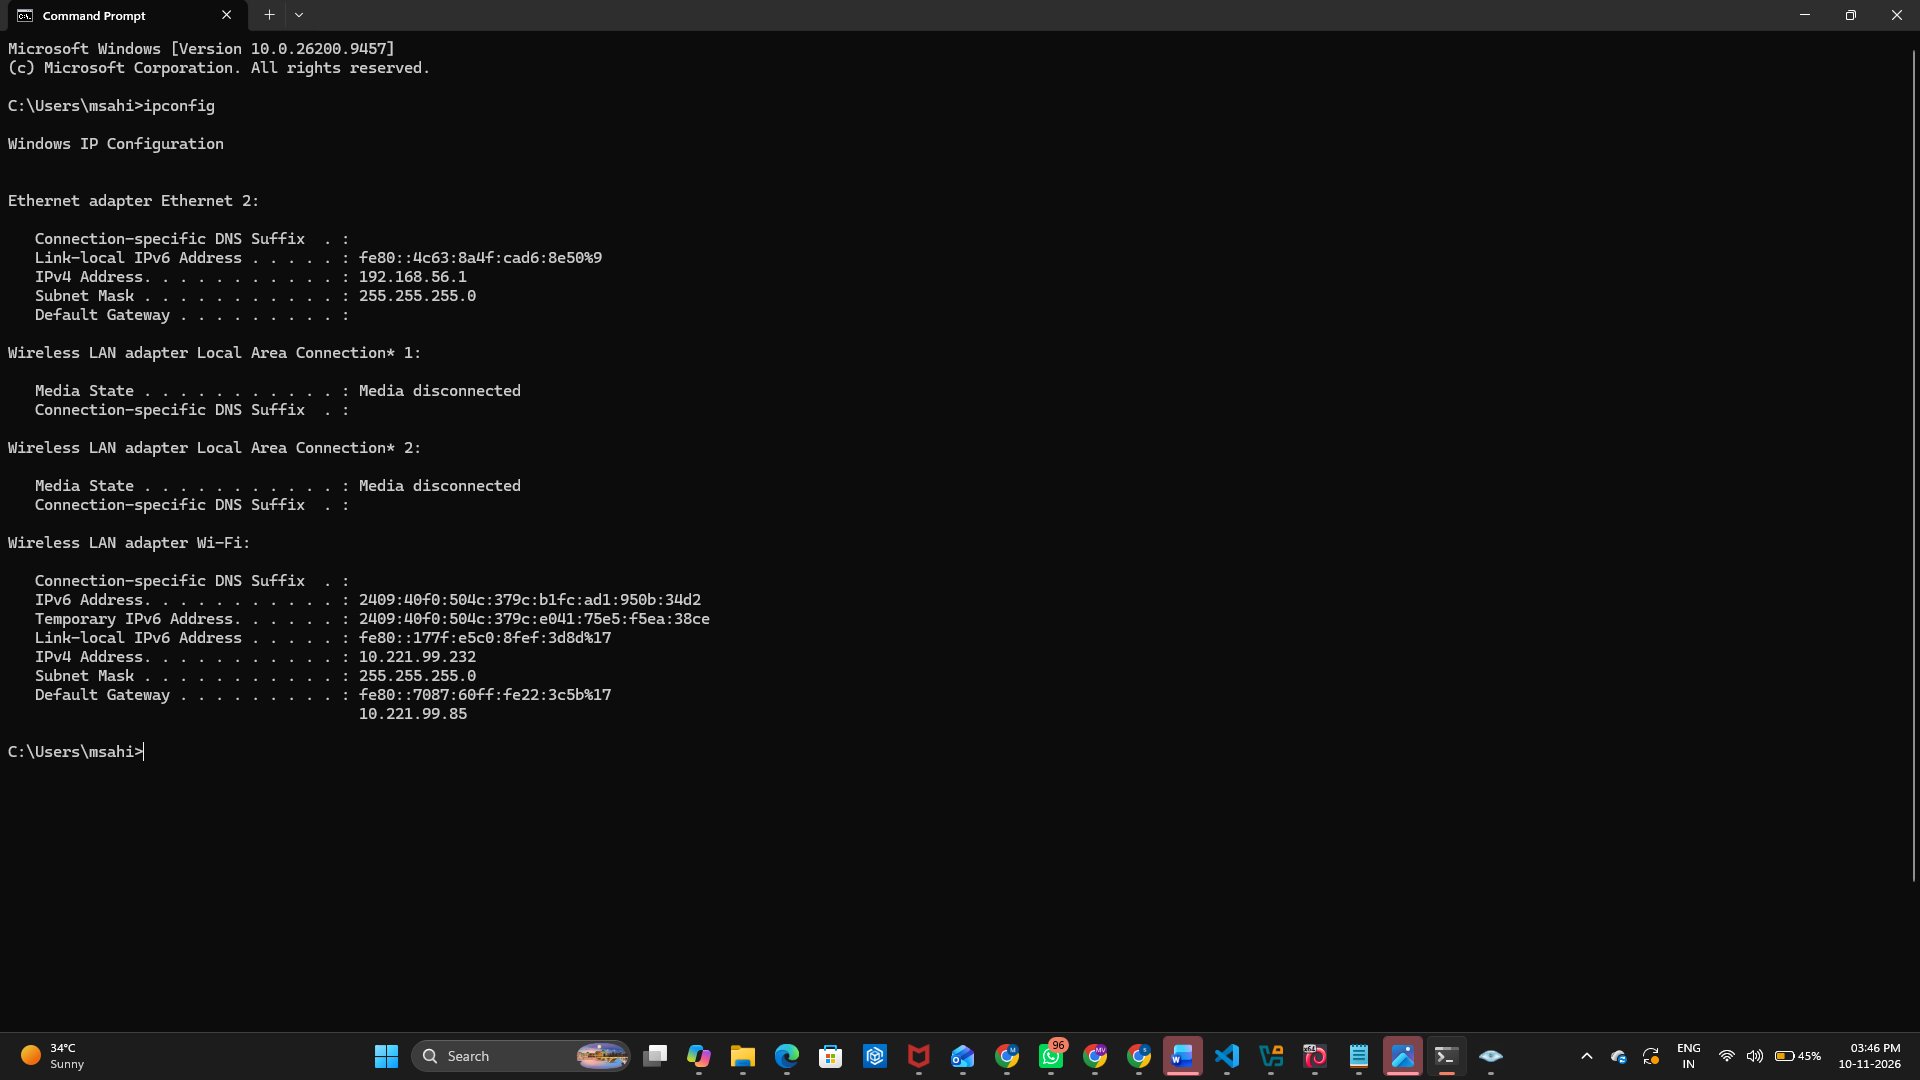 Command Prompt
Microsoft Windows [Version 10.0.26200.9457]
(c) Microsoft Corporation. All rights reserved.
C:\Users\msahi>ipconfig
Windows IP Configuration
Ethernet adapter Ethernet 2:
Connection-specific DNS Suffix  . :
Link-local IPv6 Address . . . . . : fe80::4c63:8a4f:cad6:8e50%9
IPv4 Address. . . . . . . . . . . : 192.168.56.1
Subnet Mask . . . . . . . . . . . : 255.255.255.0
Default Gateway . . . . . . . . . :
Wireless LAN adapter Local Area Connection* 1:
Media State . . . . . . . . . . . : Media disconnected
Connection-specific DNS Suffix  . :
Wireless LAN adapter Local Area Connection* 2:
Media State . . . . . . . . . . . : Media disconnected
Connection-specific DNS Suffix  . :
Wireless LAN adapter Wi-Fi:
Connection-specific DNS Suffix  . :
IPv6 Address. . . . . . . . . . . : 2409:40f0:504c:379c:b1fc:ad1:950b:34d2
Temporary IPv6 Address. . . . . . : 2409:40f0:504c:379c:e041:75e5:f5ea:38ce
Link-local IPv6 Address . . . . . : fe80::177f:e5c0:8fef:3d8d%17
IPv4 Address. . . . . . . . . . . : 10.221.99.232
Subnet Mask . . . . . . . . . . . : 255.255.255.0
Default Gateway . . . . . . . . . : fe80::7087:60ff:fe22:3c5b%17
10.221.99.85
C:\Users\msahi>
34°C
Sunny
Search
96
ENG
IN
45%
03:46 PM
10-11-2026